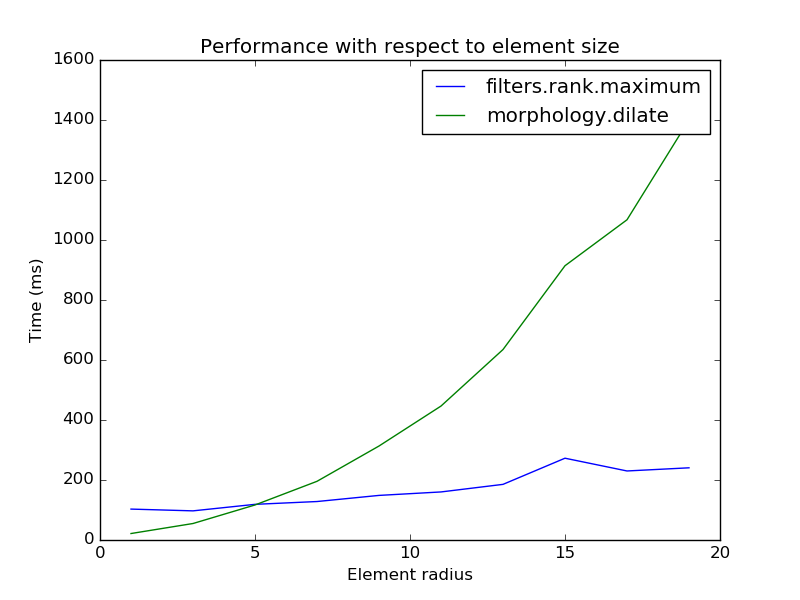 Performance with respect to element size
filters.rank.maximum
morphology.dilate
1600
1400
1200
1000
800
600
400
200
0
Time (ms)
0 5 10 15 20
Element radius